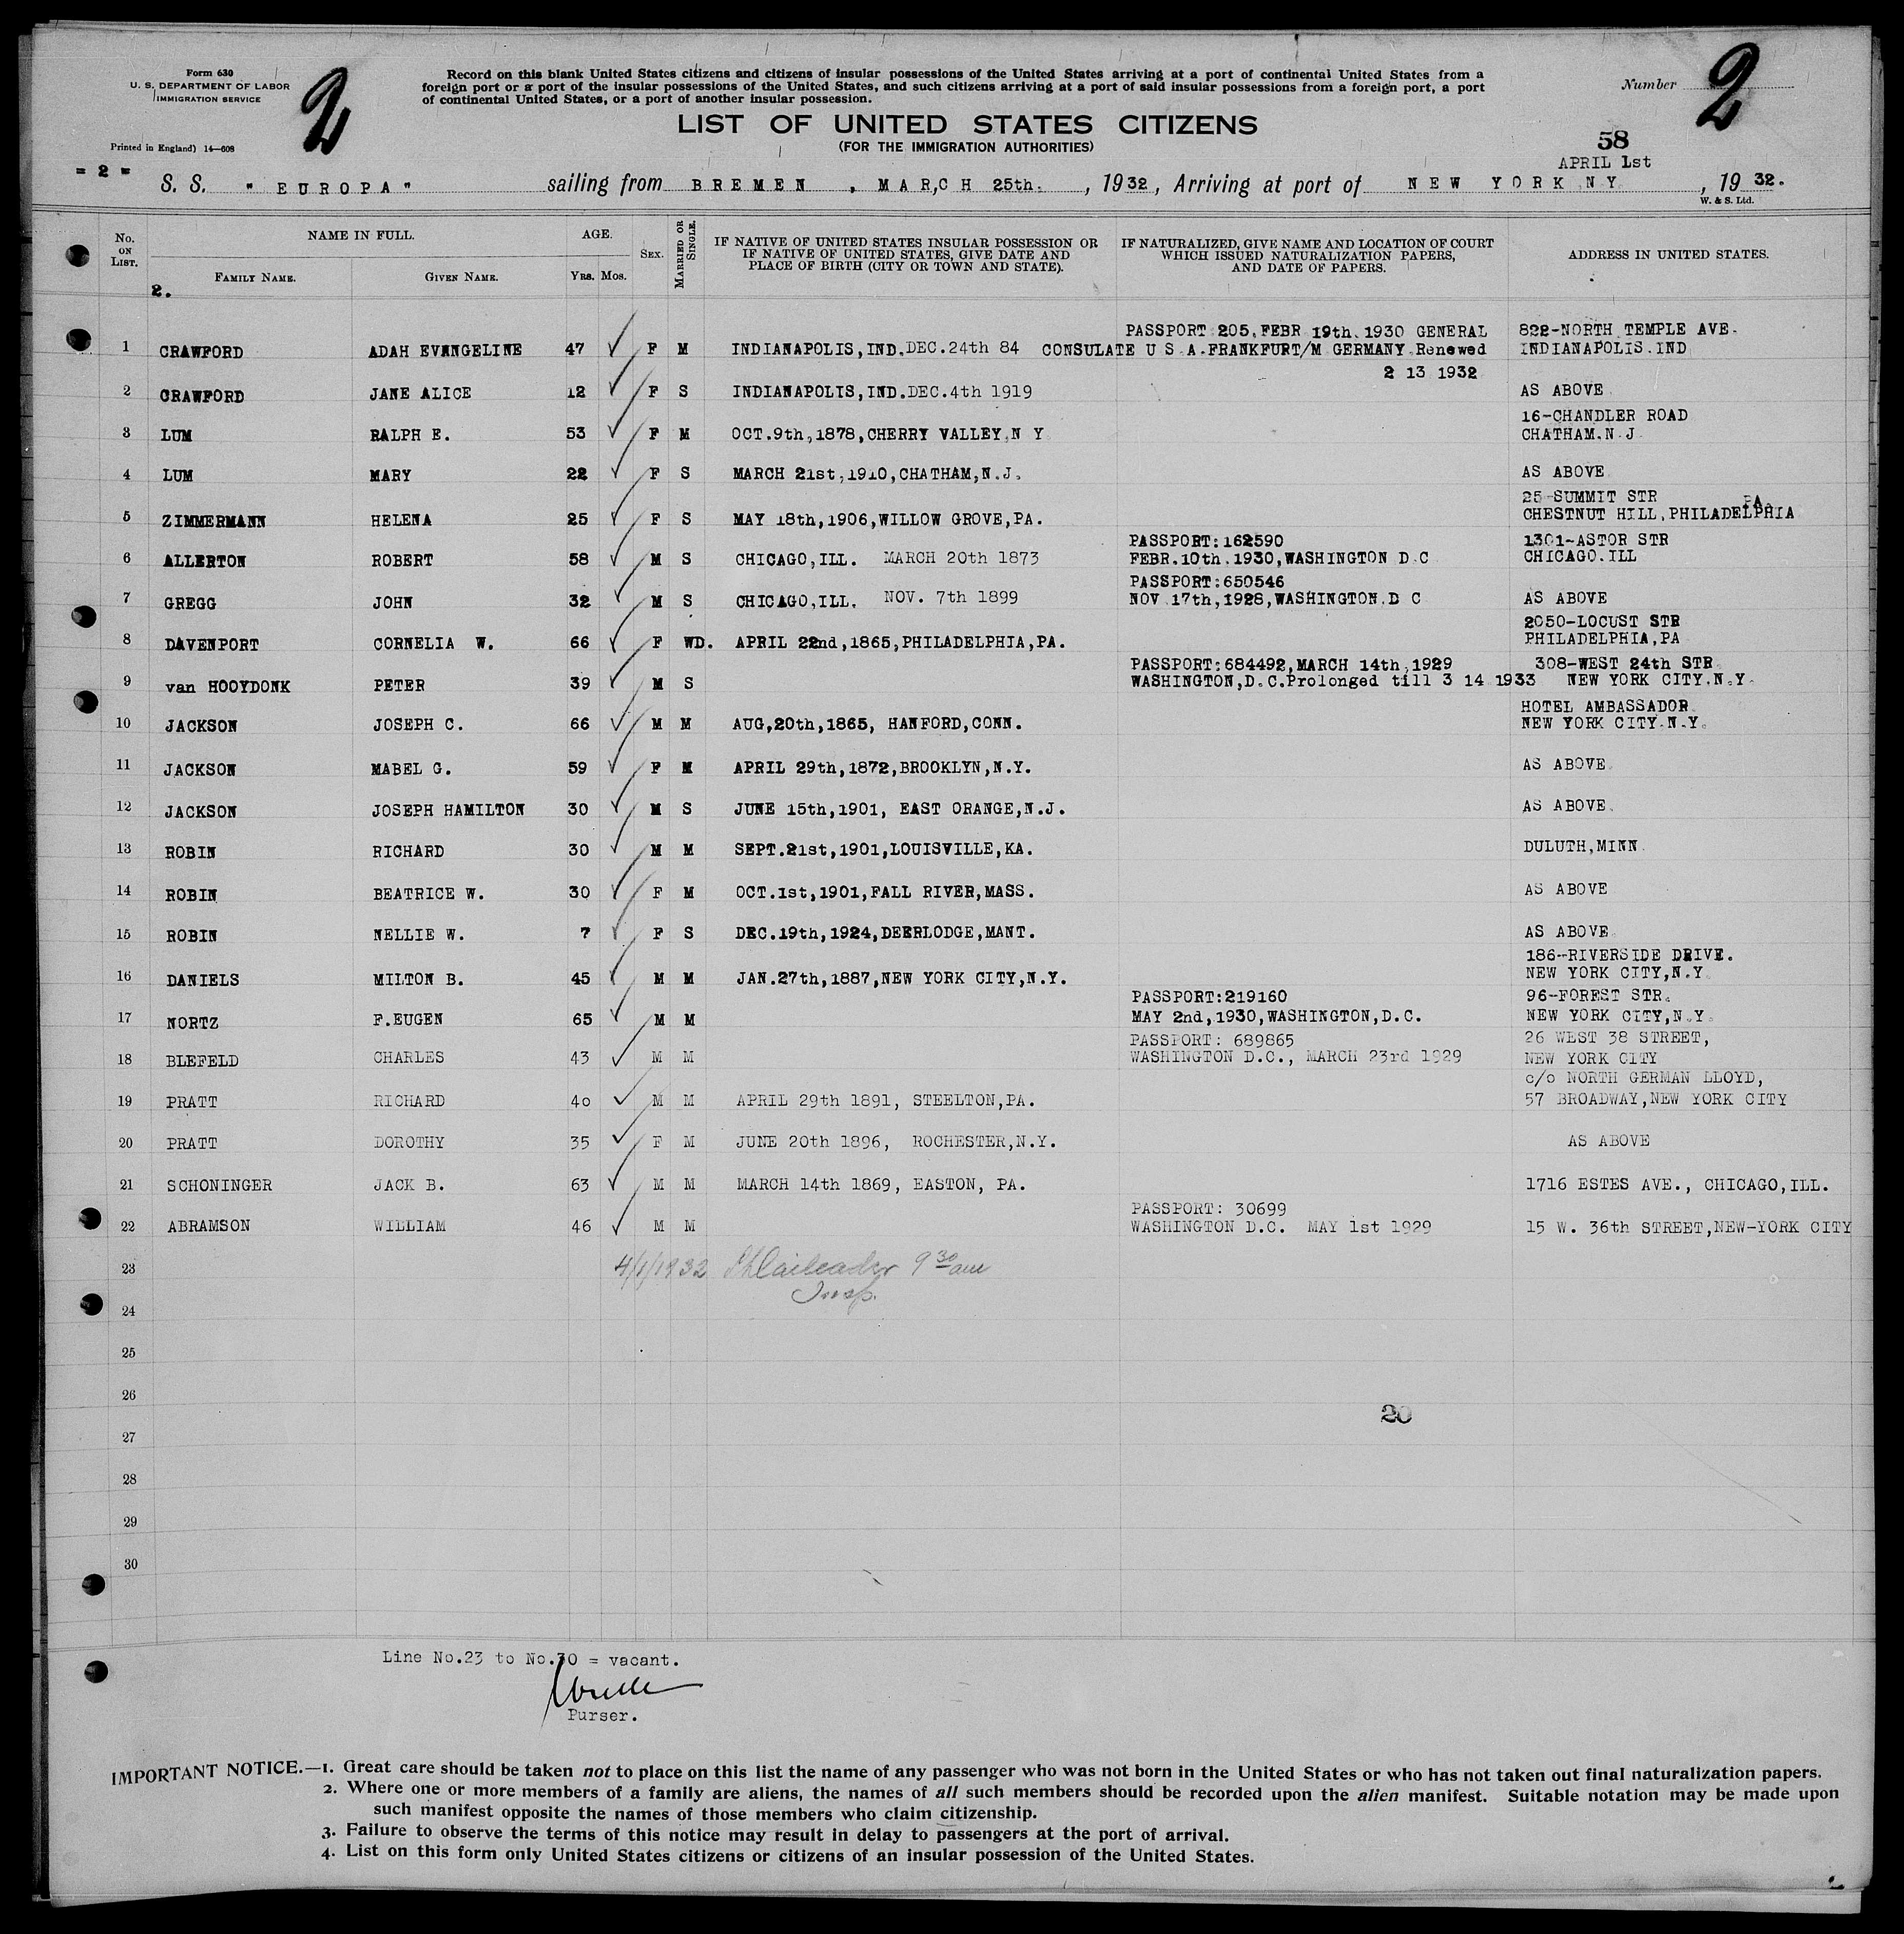 Form 630
U. S. DEPARTMENT OF LABOR
IMMIGRATION SERVICE
Printed in England) 14—608
2
Record on this blank United States citizens and citizens of insular possessions of the United States arriving at a port of continental United States from a
foreign port or a port of the insular possessions of the United States, and such citizens arriving at a port of said insular possessions from a foreign port, a port
of continental United States, or a port of another insular possession.
Number 2
LIST OF UNITED STATES CITIZENS
(FOR THE IMMIGRATION AUTHORITIES)
58
APRIL 1st
= 2 =
S. S. "EUROPA" sailing from BREMEN, MARCH 25th., 1932, Arriving at port of NEW YORK N Y, 19 32.
W. & S. Ltd.
No. ON LIST.
NAME IN FULL.
FAMILY NAME.
GIVEN NAME.
AGE.
YRS. MOS.
SEX.
MARRIED OR SINGLE.
IF NATIVE OF UNITED STATES INSULAR POSSESSION OR
IF NATIVE OF UNITED STATES, GIVE DATE AND
PLACE OF BIRTH (CITY OR TOWN AND STATE).
IF NATURALIZED, GIVE NAME AND LOCATION OF COURT
WHICH ISSUED NATURALIZATION PAPERS,
AND DATE OF PAPERS.
ADDRESS IN UNITED STATES.
2.
PASSPORT 205, FEBR 19th, 1930 GENERAL 822-NORTH TEMPLE AVE.
1 CRAWFORD ADAH EVANGELINE 47 ✓ F M INDIANAPOLIS, IND. DEC.24th 84 CONSULATE U S A.FRANKFURT/M GERMANY Renewed INDIANAPOLIS.IND
2 13 1932
2 CRAWFORD JANE ALICE 12 ✓ F S INDIANAPOLIS, IND. DEC.4th 1919 AS ABOVE
16-CHANDLER ROAD
3 LUM RALPH E. 53 ✓ F M OCT.9th,1878,CHERRY VALLEY,N Y CHATHAM.N.J
4 LUM MARY 22 ✓ F S MARCH 21st,1910,CHATHAM,N.J. AS ABOVE
25-SUMMIT STR PA.
5 ZIMMERMANN HELENA 25 ✓ F S MAY 18th,1906,WILLOW GROVE,PA. CHESTNUT HILL,PHILADELPHIA
PASSPORT:162590 1301-ASTOR STR
6 ALLERTON ROBERT 58 ✓ M S CHICAGO,ILL. MARCH 20th 1873 FEBR.10th.1930,WASHINGTON D.C CHICAGO.ILL
PASSPORT:650546
7 GREGG JOHN 32 ✓ M S CHICAGO,ILL. NOV. 7th 1899 NOV 17th,1928,WASHINGTON.D C AS ABOVE
2050-LOCUST STR
8 DAVENPORT CORNELIA W. 66 ✓ F WD. APRIL 22nd,1865,PHILADELPHIA,PA. PHILADELPHIA,PA
PASSPORT:684492,MARCH 14th,1929 308-WEST 24th STR
9 van HOOYDONK PETER 39 ✓ M S WASHINGTON,D.C.Prolonged till 3 14 1933 NEW YORK CITY.N.Y.
HOTEL AMBASSADOR
10 JACKSON JOSEPH C. 66 ✓ M M AUG,20th,1865, HANFORD,CONN. NEW YORK CITY.N.Y.
11 JACKSON MABEL G. 59 ✓ F M APRIL 29th,1872,BROOKLYN,N.Y. AS ABOVE
12 JACKSON JOSEPH HAMILTON 30 ✓ M S JUNE 15th,1901, EAST ORANGE,N.J. AS ABOVE
13 ROBIN RICHARD 30 ✓ M M SEPT.21st,1901,LOUISVILLE,KA. DULUTH,MINN
14 ROBIN BEATRICE W. 30 ✓ F M OCT.1st,1901,FALL RIVER,MASS. AS ABOVE
15 ROBIN NELLIE W. 7 ✓ F S DEC.19th,1924,DEERLODGE,MANT. AS ABOVE
186-RIVERSIDE DRIVE.
16 DANIELS MILTON B. 45 ✓ M M JAN.27th,1887,NEW YORK CITY,N.Y. NEW YORK CITY,N.Y
PASSPORT:219160 96-FOREST STR.
17 NORTZ F.EUGEN 65 ✓ M M MAY 2nd,1930,WASHINGTON,D.C. NEW YORK CITY,N.Y.
PASSPORT: 689865 26 WEST 38 STREET,
18 BLEFELD CHARLES 43 ✓ M M WASHINGTON D.C., MARCH 23rd 1929 NEW YORK CITY
c/o NORTH GERMAN LLOYD,
19 PRATT RICHARD 40 ✓ M M APRIL 29th 1891, STEELTON,PA. 57 BROADWAY,NEW YORK CITY
20 PRATT DOROTHY 35 ✓ F M JUNE 20th 1896, ROCHESTER,N.Y. AS ABOVE
21 SCHONINGER JACK B. 63 ✓ M M MARCH 14th 1869, EASTON, PA. 1716 ESTES AVE., CHICAGO,ILL.
PASSPORT: 30699
22 ABRAMSON WILLIAM 46 ✓ M M WASHINGTON D.C. MAY 1st 1929 15 W. 36th STREET,NEW-YORK CITY
23 4/1/1932 9 30 am
Insp.
24
25
26
20
27
28
29
30
Line No.23 to No.30 = vacant.
Purser.
IMPORTANT NOTICE.—1. Great care should be taken not to place on this list the name of any passenger who was not born in the United States or who has not taken out final naturalization papers.
2. Where one or more members of a family are aliens, the names of all such members should be recorded upon the alien manifest. Suitable notation may be made upon
such manifest opposite the names of those members who claim citizenship.
3. Failure to observe the terms of this notice may result in delay to passengers at the port of arrival.
4. List on this form only United States citizens or citizens of an insular possession of the United States.